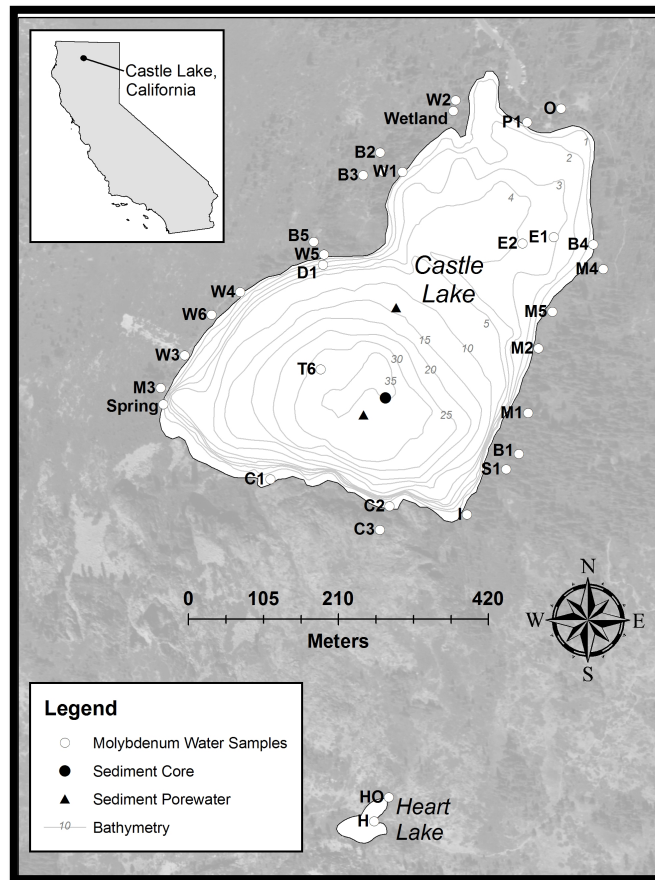 Castle Lake,
California
W2
Wetland
O
P1
1
2
B2
W1
B3
3
4
E2
E1
B4
B5
W5
D1
Castle
Lake
M4
W4
M5
W6
5
15
10
M2
W3
30
T6
20
35
M3
Spring
25
M1
B1
S1
C1
C2
I
C3
0 105 210 420
Meters
N
W E
S
Legend
Molybdenum Water Samples
Sediment Core
Sediment Porewater
10 Bathymetry
HO
Heart
H
Lake